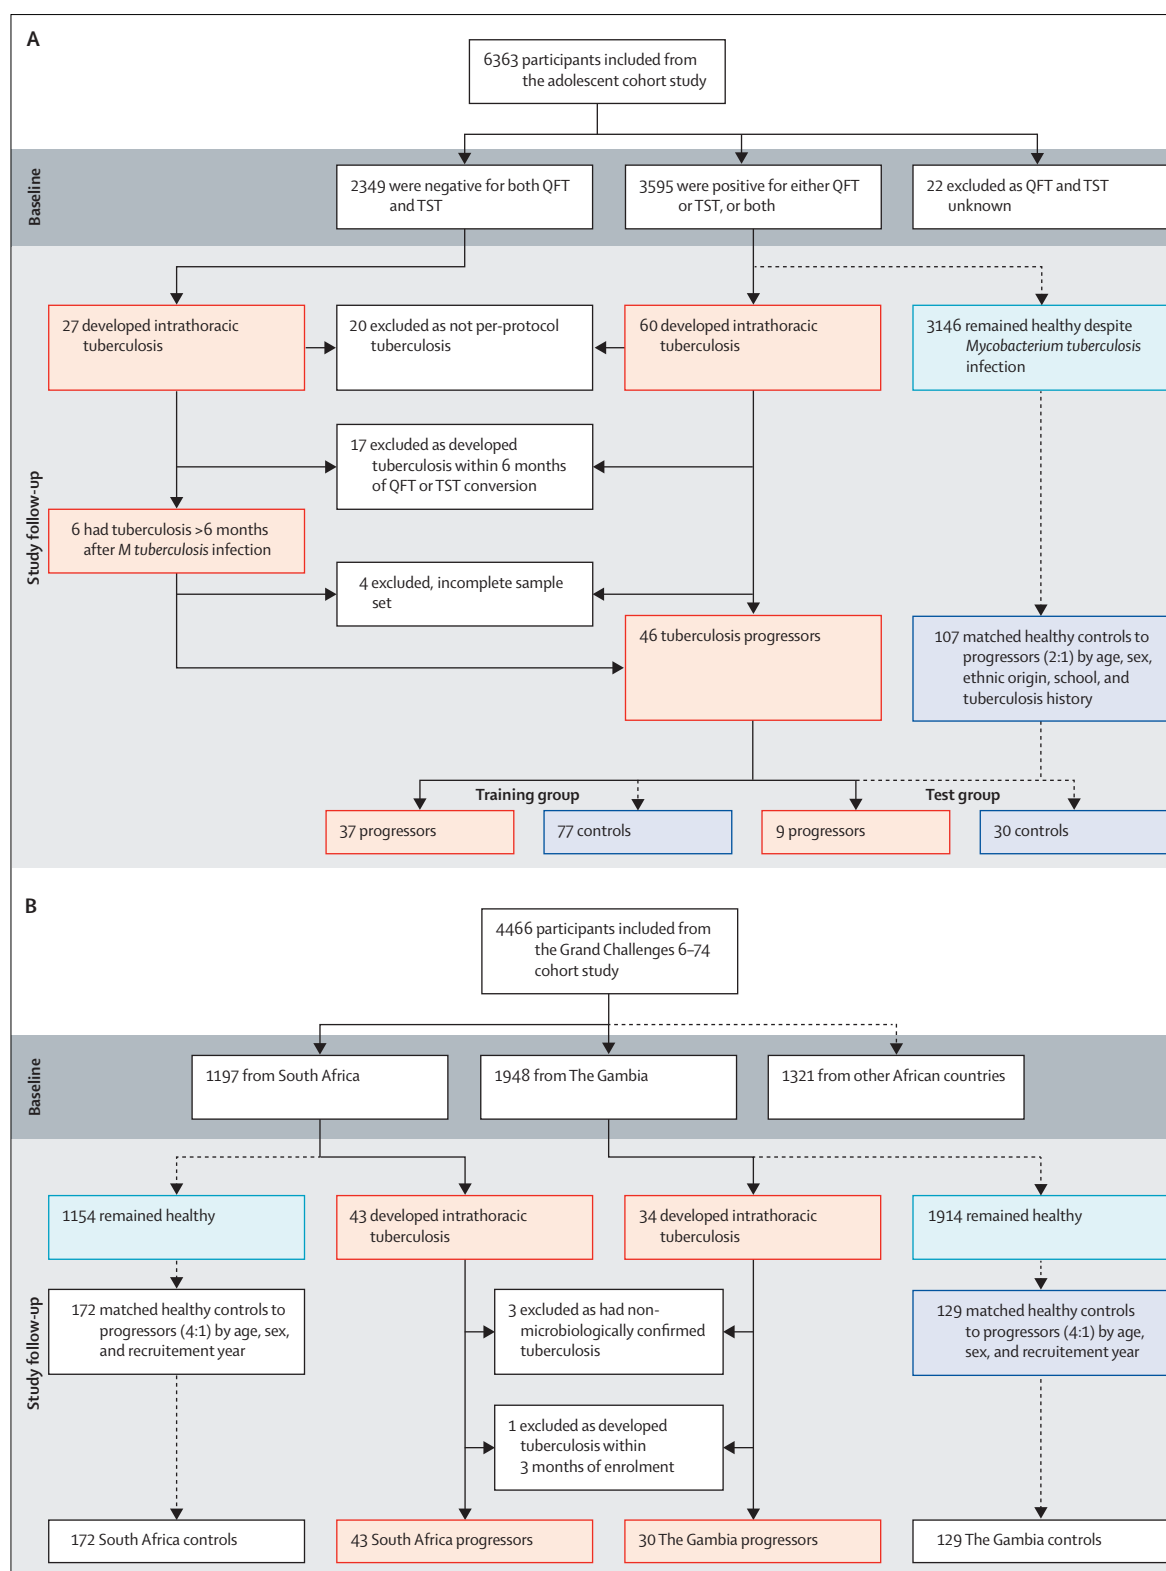 A
6363 participants included from
the adolescent cohort study
Baseline
2349 were negative for both QFT
and TST
3595 were positive for either QFT
or TST, or both
22 excluded as QFT and TST
unknown
Study follow-up
27 developed intrathoracic
tuberculosis
20 excluded as not per-protocol
tuberculosis
60 developed intrathoracic
tuberculosis
3146 remained healthy despite
Mycobacterium tuberculosis
infection
17 excluded as developed
tuberculosis within 6 months
of QFT or TST conversion
6 had tuberculosis >6 months
after M tuberculosis infection
4 excluded, incomplete sample
set
46 tuberculosis progressors
107 matched healthy controls to
progressors (2:1) by age, sex,
ethnic origin, school, and
tuberculosis history
Training group
Test group
37 progressors
77 controls
9 progressors
30 controls
B
4466 participants included from
the Grand Challenges 6–74
cohort study
Baseline
1197 from South Africa
1948 from The Gambia
1321 from other African countries
Study follow-up
1154 remained healthy
43 developed intrathoracic
tuberculosis
34 developed intrathoracic
tuberculosis
1914 remained healthy
172 matched healthy controls to
progressors (4:1) by age, sex,
and recruitement year
3 excluded as had non-
microbiologically confirmed
tuberculosis
129 matched healthy controls
to progressors (4:1) by age,
sex, and recruitement year
1 excluded as developed
tuberculosis within
3 months of enrolment
172 South Africa controls
43 South Africa progressors
30 The Gambia progressors
129 The Gambia controls